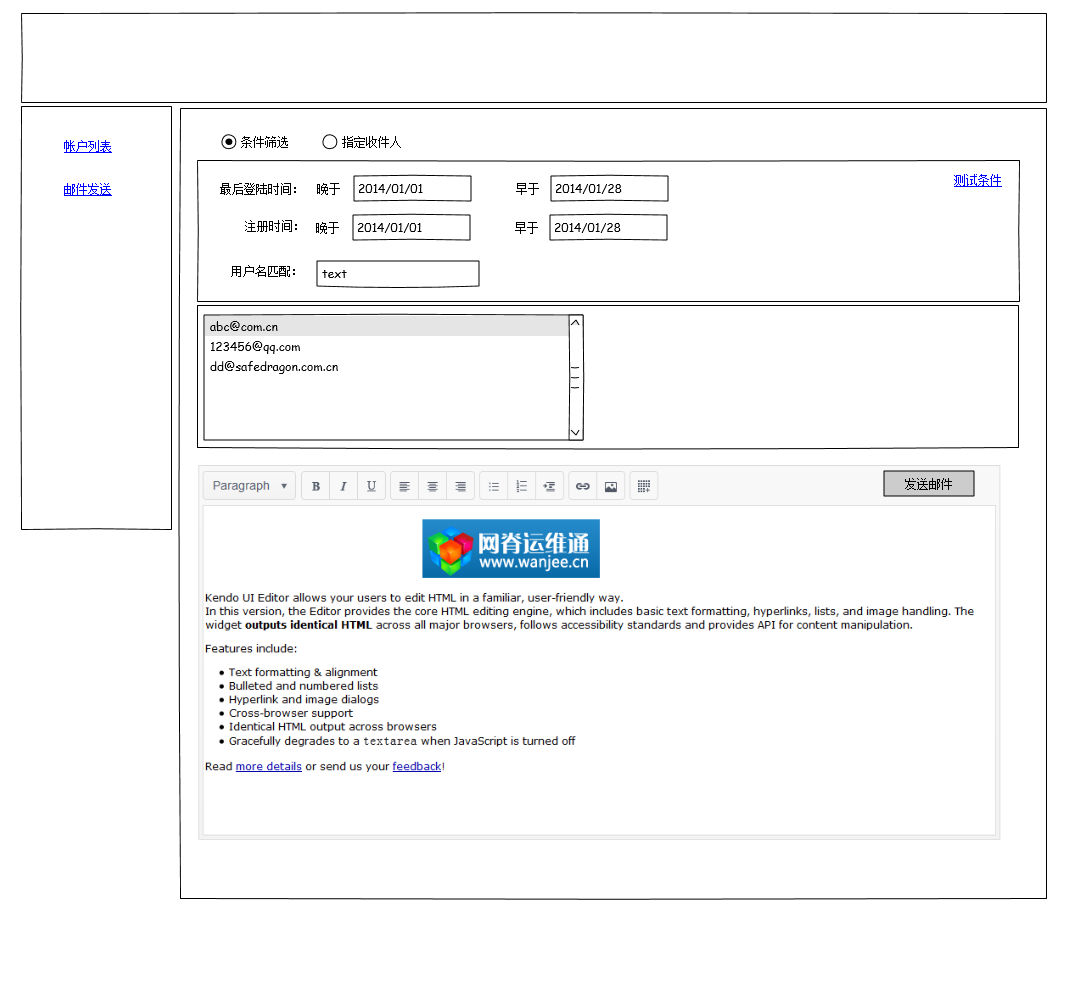 帐户列表
邮件发送
条件筛选 指定收件人
最后登陆时间： 晚于 2014/01/01 早于 2014/01/28 测试条件
注册时间： 晚于 2014/01/01 早于 2014/01/28
用户名匹配： text
abc@com.cn
123456@qq.com
dd@safedragon.com.cn
Paragraph B I U 发送邮件
网脊运维通
www.wanjee.cn
Kendo UI Editor allows your users to edit HTML in a familiar, user-friendly way.
In this version, the Editor provides the core HTML editing engine, which includes basic text formatting, hyperlinks, lists, and image handling. The
widget outputs identical HTML across all major browsers, follows accessibility standards and provides API for content manipulation.
Features include:
• Text formatting & alignment
• Bulleted and numbered lists
• Hyperlink and image dialogs
• Cross-browser support
• Identical HTML output across browsers
• Gracefully degrades to a textarea when JavaScript is turned off
Read more details or send us your feedback!